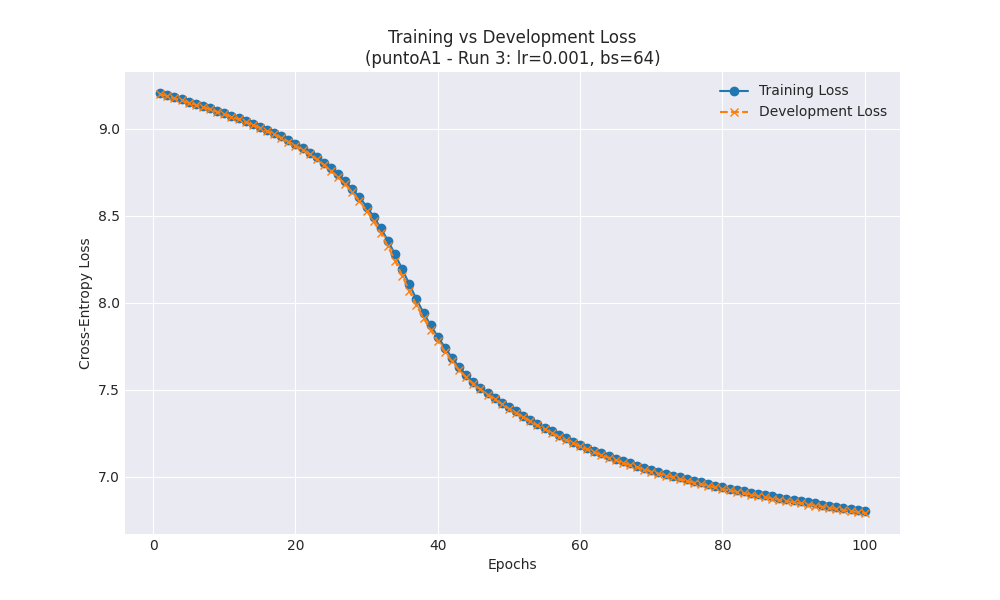 Training vs Development Loss
(puntoA1 - Run 3: lr=0.001, bs=64)
Training Loss
Development Loss
Cross-Entropy Loss
9.0
8.5
8.0
7.5
7.0
0 20 40 60 80 100
Epochs